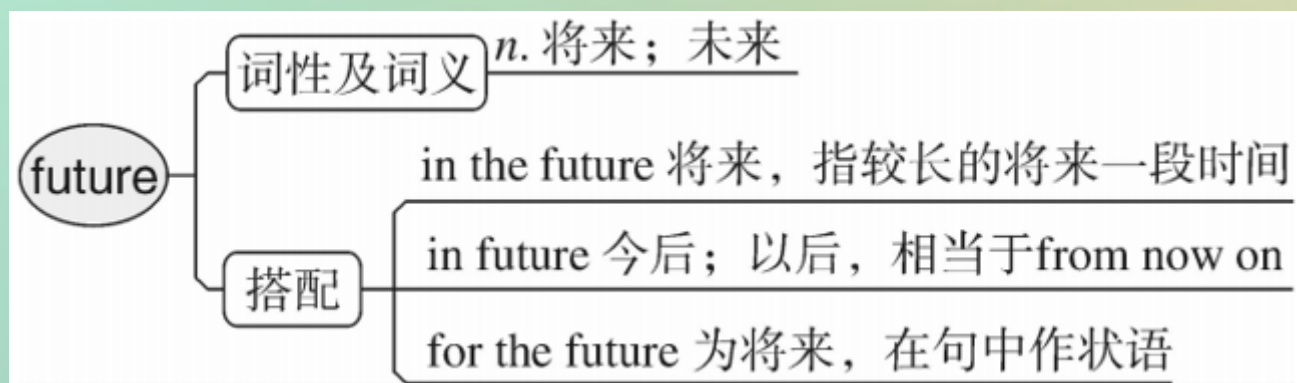 future
词性及词义
n. 将来；未来
搭配
in the future 将来，指较长的将来一段时间
in future 今后；以后，相当于from now on
for the future 为将来，在句中作状语